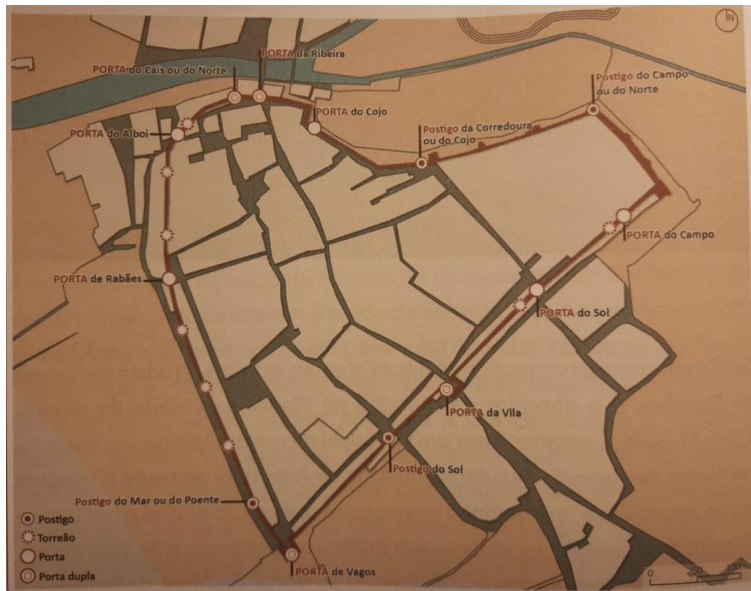 N
PORTA da Ribeira
PORTA do Cais ou do Norte
Postigo do Campo
ou do Norte
PORTA do Cojo
PORTA do Alboi
Postigo da Corredoura
ou do Cojo
PORTA do Campo
PORTA de Rabães
PORTA do Sol
PORTA da Vila
Postigo do Sol
Postigo do Mar ou do Poente
Postigo
Torreão
Porta
Porta dupla
PORTA de Vagos
0